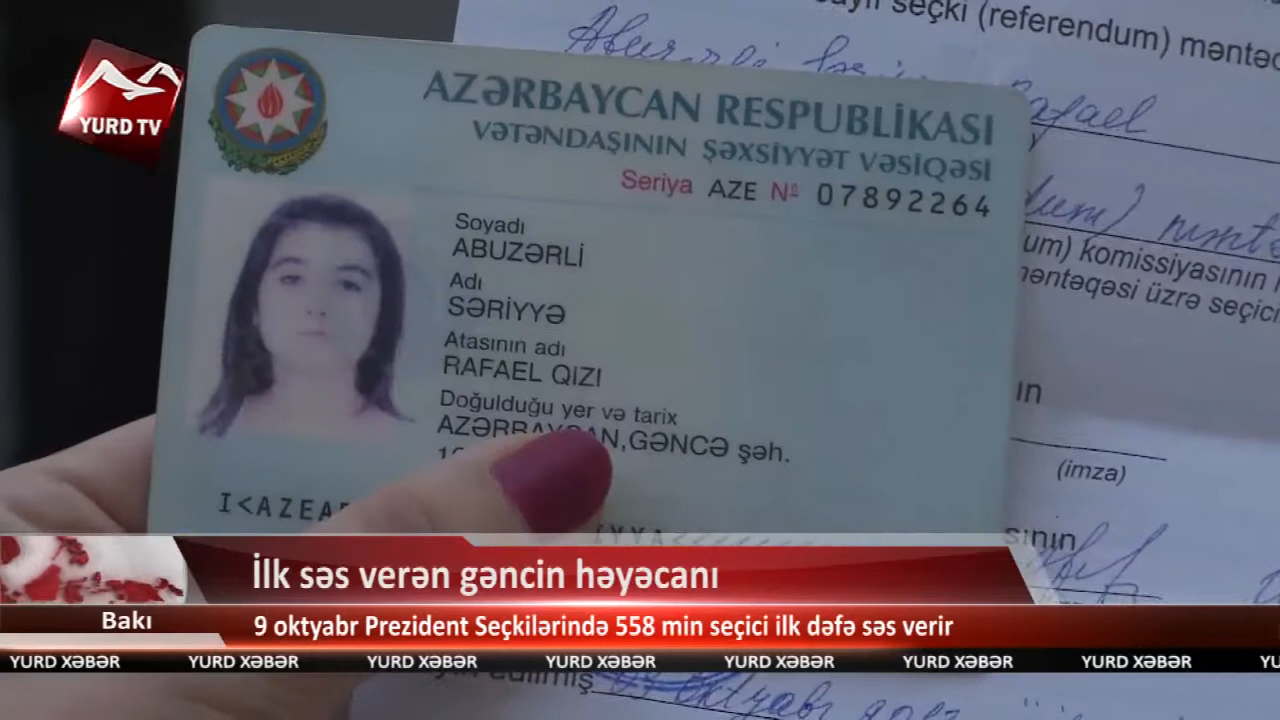 seçki (referendum)
Rafael
YURD TV
AZƏRBAYCAN RESPUBLİKASI
VƏTƏNDAŞININ ŞƏXSİYYƏT VƏSİQƏSİ
Seriya AZE № 07892264
Soyadı
ABUZƏRLİ
Adı
SƏRİYYƏ
Atasının adı
RAFAEL QIZI
Doğulduğu yer və tarix
AZƏRBAYCAN,GƏNCƏ şəh.
um) komissiyasının
məntəqəsi üzrə
(imza)
I<AZEA
İlk səs verən gəncin həyəcanı
Bakı
9 oktyabr Prezident Seçkilərində 558 min seçici ilk dəfə səs verir
YURD XƏBƏR YURD XƏBƏR YURD XƏBƏR YURD XƏBƏR YURD XƏBƏR YURD XƏBƏR YURD XƏBƏR
oktyabr